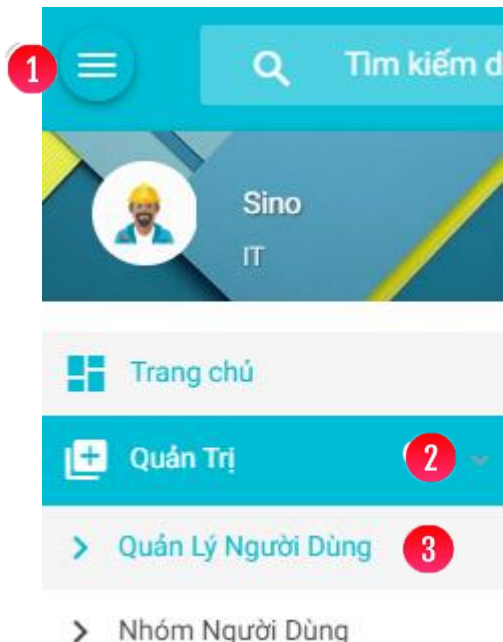 1
Tìm kiếm d
Sino
IT
Trang chủ
Quản Trị 2
Quản Lý Người Dùng 3
Nhóm Người Dùng